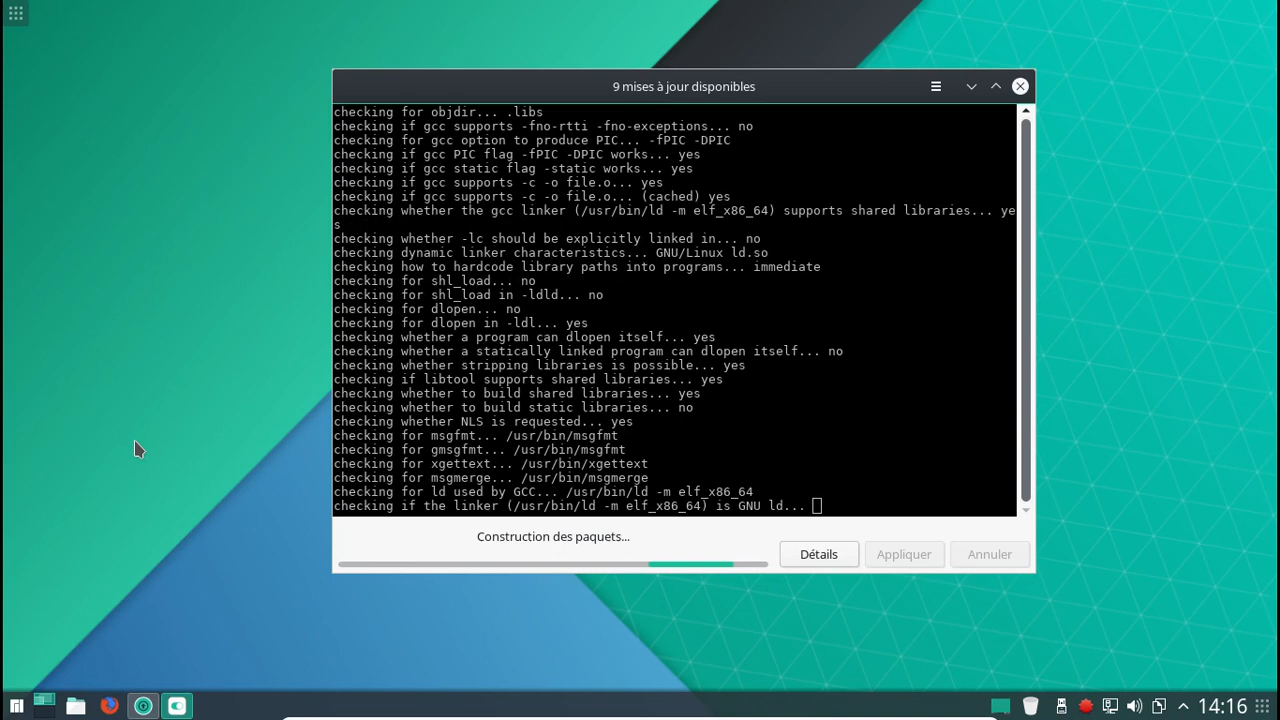 9 mises à jour disponibles
checking for objdir... .libs
checking if gcc supports -fno-rtti -fno-exceptions... no
checking for gcc option to produce PIC... -fPIC -DPIC
checking if gcc PIC flag -fPIC -DPIC works... yes
checking if gcc static flag -static works... yes
checking if gcc supports -c -o file.o... yes
checking if gcc supports -c -o file.o... (cached) yes
checking whether the gcc linker (/usr/bin/ld -m elf_x86_64) supports shared libraries... ye
s
checking whether -lc should be explicitly linked in... no
checking dynamic linker characteristics... GNU/Linux ld.so
checking how to hardcode library paths into programs... immediate
checking for shl_load... no
checking for shl_load in -ldld... no
checking for dlopen... no
checking for dlopen in -ldl... yes
checking whether a program can dlopen itself... yes
checking whether a statically linked program can dlopen itself... no
checking whether stripping libraries is possible... yes
checking if libtool supports shared libraries... yes
checking whether to build shared libraries... yes
checking whether to build static libraries... no
checking whether NLS is requested... yes
checking for msgfmt... /usr/bin/msgfmt
checking for gmsgfmt... /usr/bin/msgfmt
checking for xgettext... /usr/bin/xgettext
checking for msgmerge... /usr/bin/msgmerge
checking for ld used by GCC... /usr/bin/ld -m elf_x86_64
checking if the linker (/usr/bin/ld -m elf_x86_64) is GNU ld...
Construction des paquets...
Détails
Appliquer
Annuler
14:16